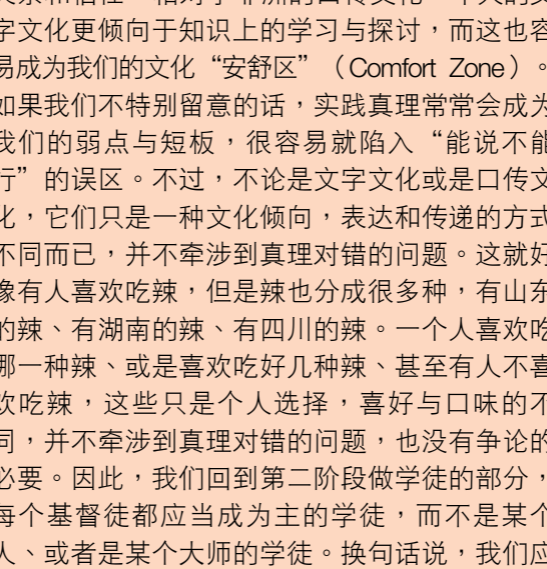 字文化更倾向于知识上的学习与探讨，而这也容
易成为我们的文化“安舒区”（Comfort Zone）。
如果我们不特别留意的话，实践真理常常会成为
我们的弱点与短板，很容易就陷入“能说不能
行”的误区。不过，不论是文字文化或是口传文
化，它们只是一种文化倾向，表达和传递的方式
不同而已，并不牵涉到真理对错的问题。这就好
像有人喜欢吃辣，但是辣也分成很多种，有山东
的辣、有湖南的辣、有四川的辣。一个人喜欢吃
哪一种辣、或是喜欢吃好几种辣、甚至有人不喜
欢吃辣，这些只是个人选择，喜好与口味的不
同，并不牵涉到真理对错的问题，也没有争论的
必要。因此，我们回到第二阶段做学徒的部分，
每个基督徒都应当成为主的学徒，而不是某个
人、或者是某个大师的学徒。换句话说，我们应